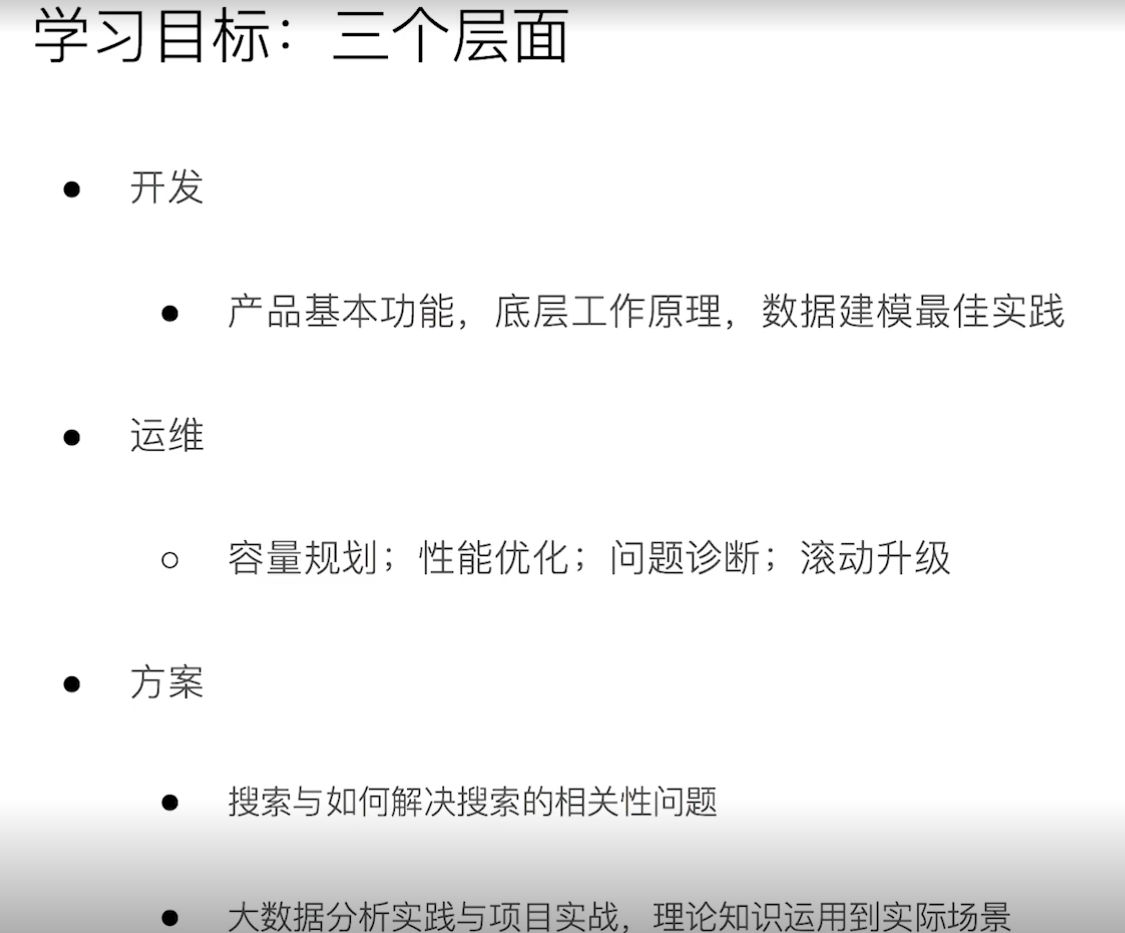 学习目标：三个层面
开发
产品基本功能，底层工作原理，数据建模最佳实践
运维
容量规划；性能优化；问题诊断；滚动升级
方案
搜索与如何解决搜索的相关性问题
大数据分析实践与项目实战，理论知识运用到实际场景